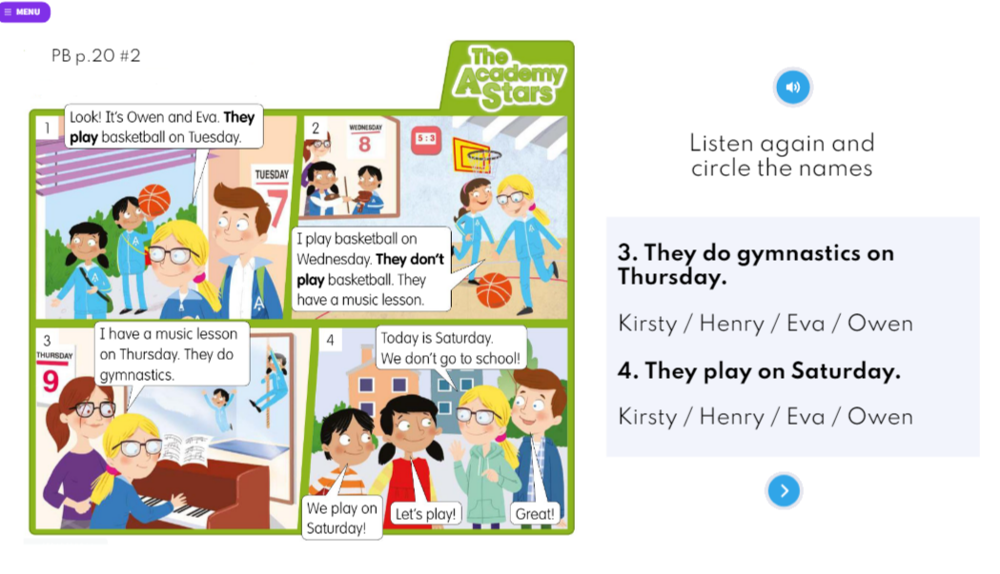 MENU
PB p.20 #2
The
Academy
Stars
1
Look! It's Owen and Eva. They
play basketball on Tuesday.
TUESDAY
7
2
WEDNESDAY
8
5:3
I play basketball on
Wednesday. They don't
play basketball. They
have a music lesson.
3
THURSDAY
9
I have a music lesson
on Thursday. They do
gymnastics.
4
Today is Saturday.
We don't go to school!
We play on
Saturday!
Let's play!
Great!
Listen again and
circle the names
3. They do gymnastics on
Thursday.
Kirsty / Henry / Eva / Owen
4. They play on Saturday.
Kirsty / Henry / Eva / Owen